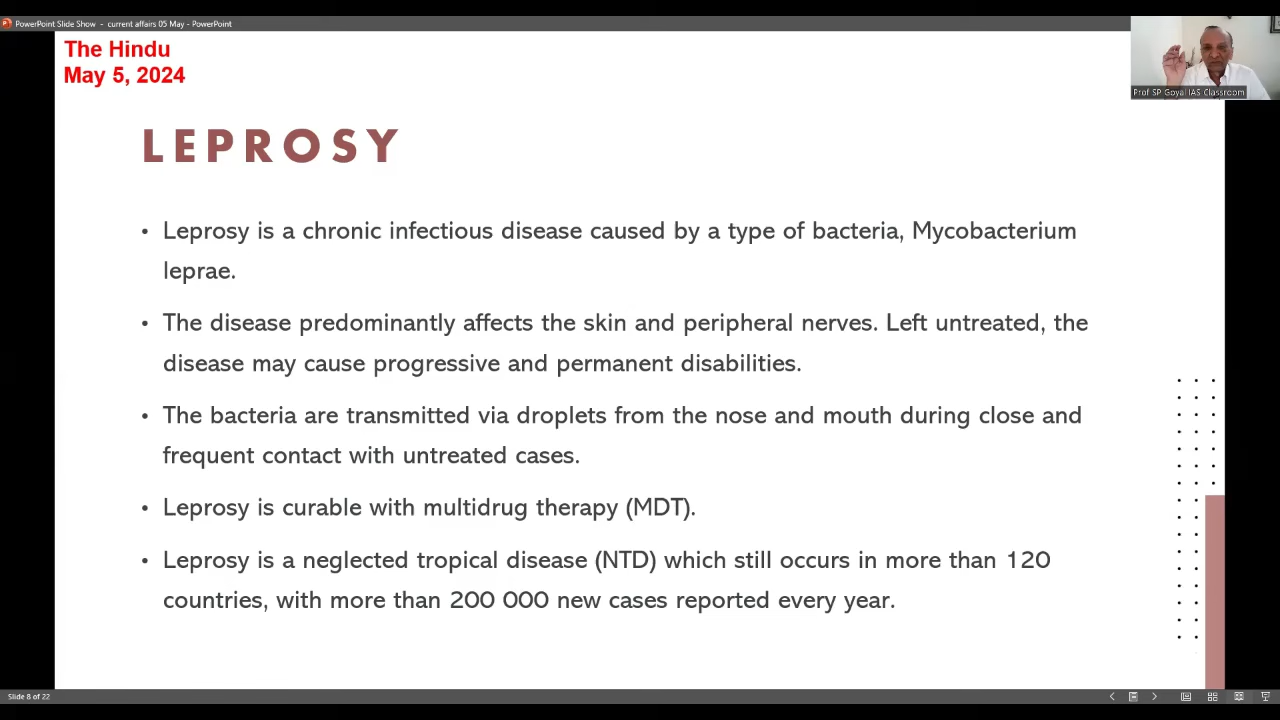 PowerPoint Slide Show - current affairs 05 May - PowerPoint
The Hindu
May 5, 2024
Prof SP Goyal IAS Classroom
LEPROSY
• Leprosy is a chronic infectious disease caused by a type of bacteria, Mycobacterium
leprae.
• The disease predominantly affects the skin and peripheral nerves. Left untreated, the
disease may cause progressive and permanent disabilities.
• The bacteria are transmitted via droplets from the nose and mouth during close and
frequent contact with untreated cases.
• Leprosy is curable with multidrug therapy (MDT).
• Leprosy is a neglected tropical disease (NTD) which still occurs in more than 120
countries, with more than 200 000 new cases reported every year.
Slide 8 of 22